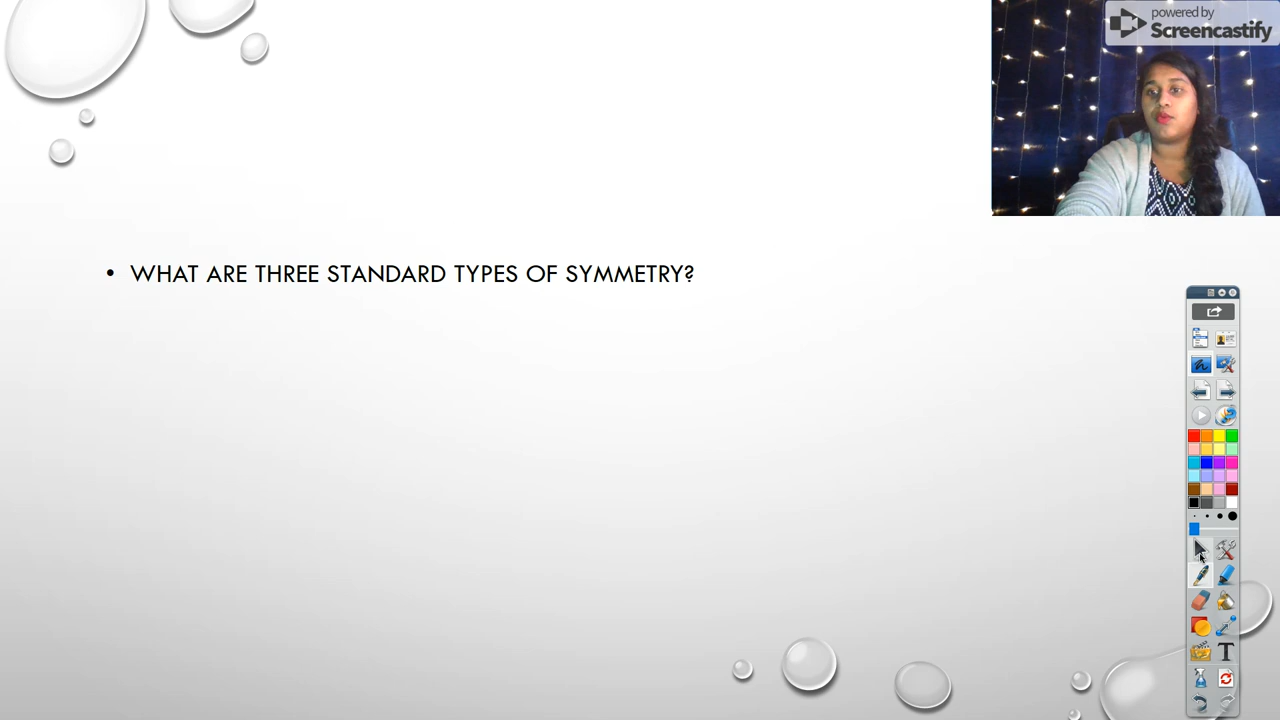 powered by
Screencastify
• WHAT ARE THREE STANDARD TYPES OF SYMMETRY?
T